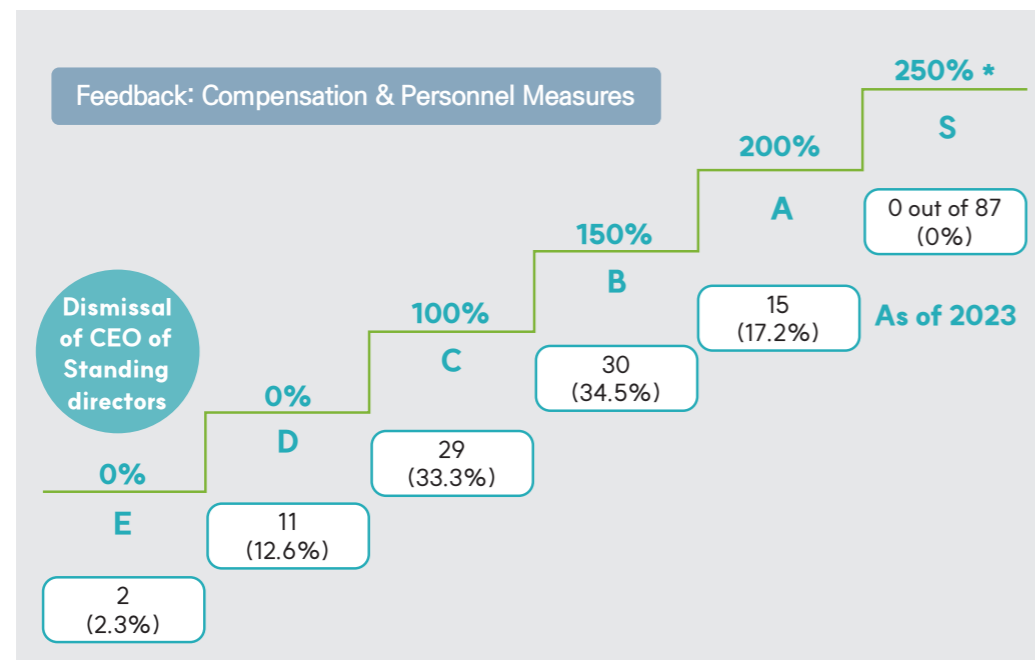 Feedback: Compensation & Personnel Measures
250% *
S
0 out of 87
(0%)
200%
A
15
(17.2%)
As of 2023
150%
B
30
(34.5%)
100%
C
29
(33.3%)
Dismissal
of CEO of
Standing
directors
0%
D
11
(12.6%)
0%
E
2
(2.3%)